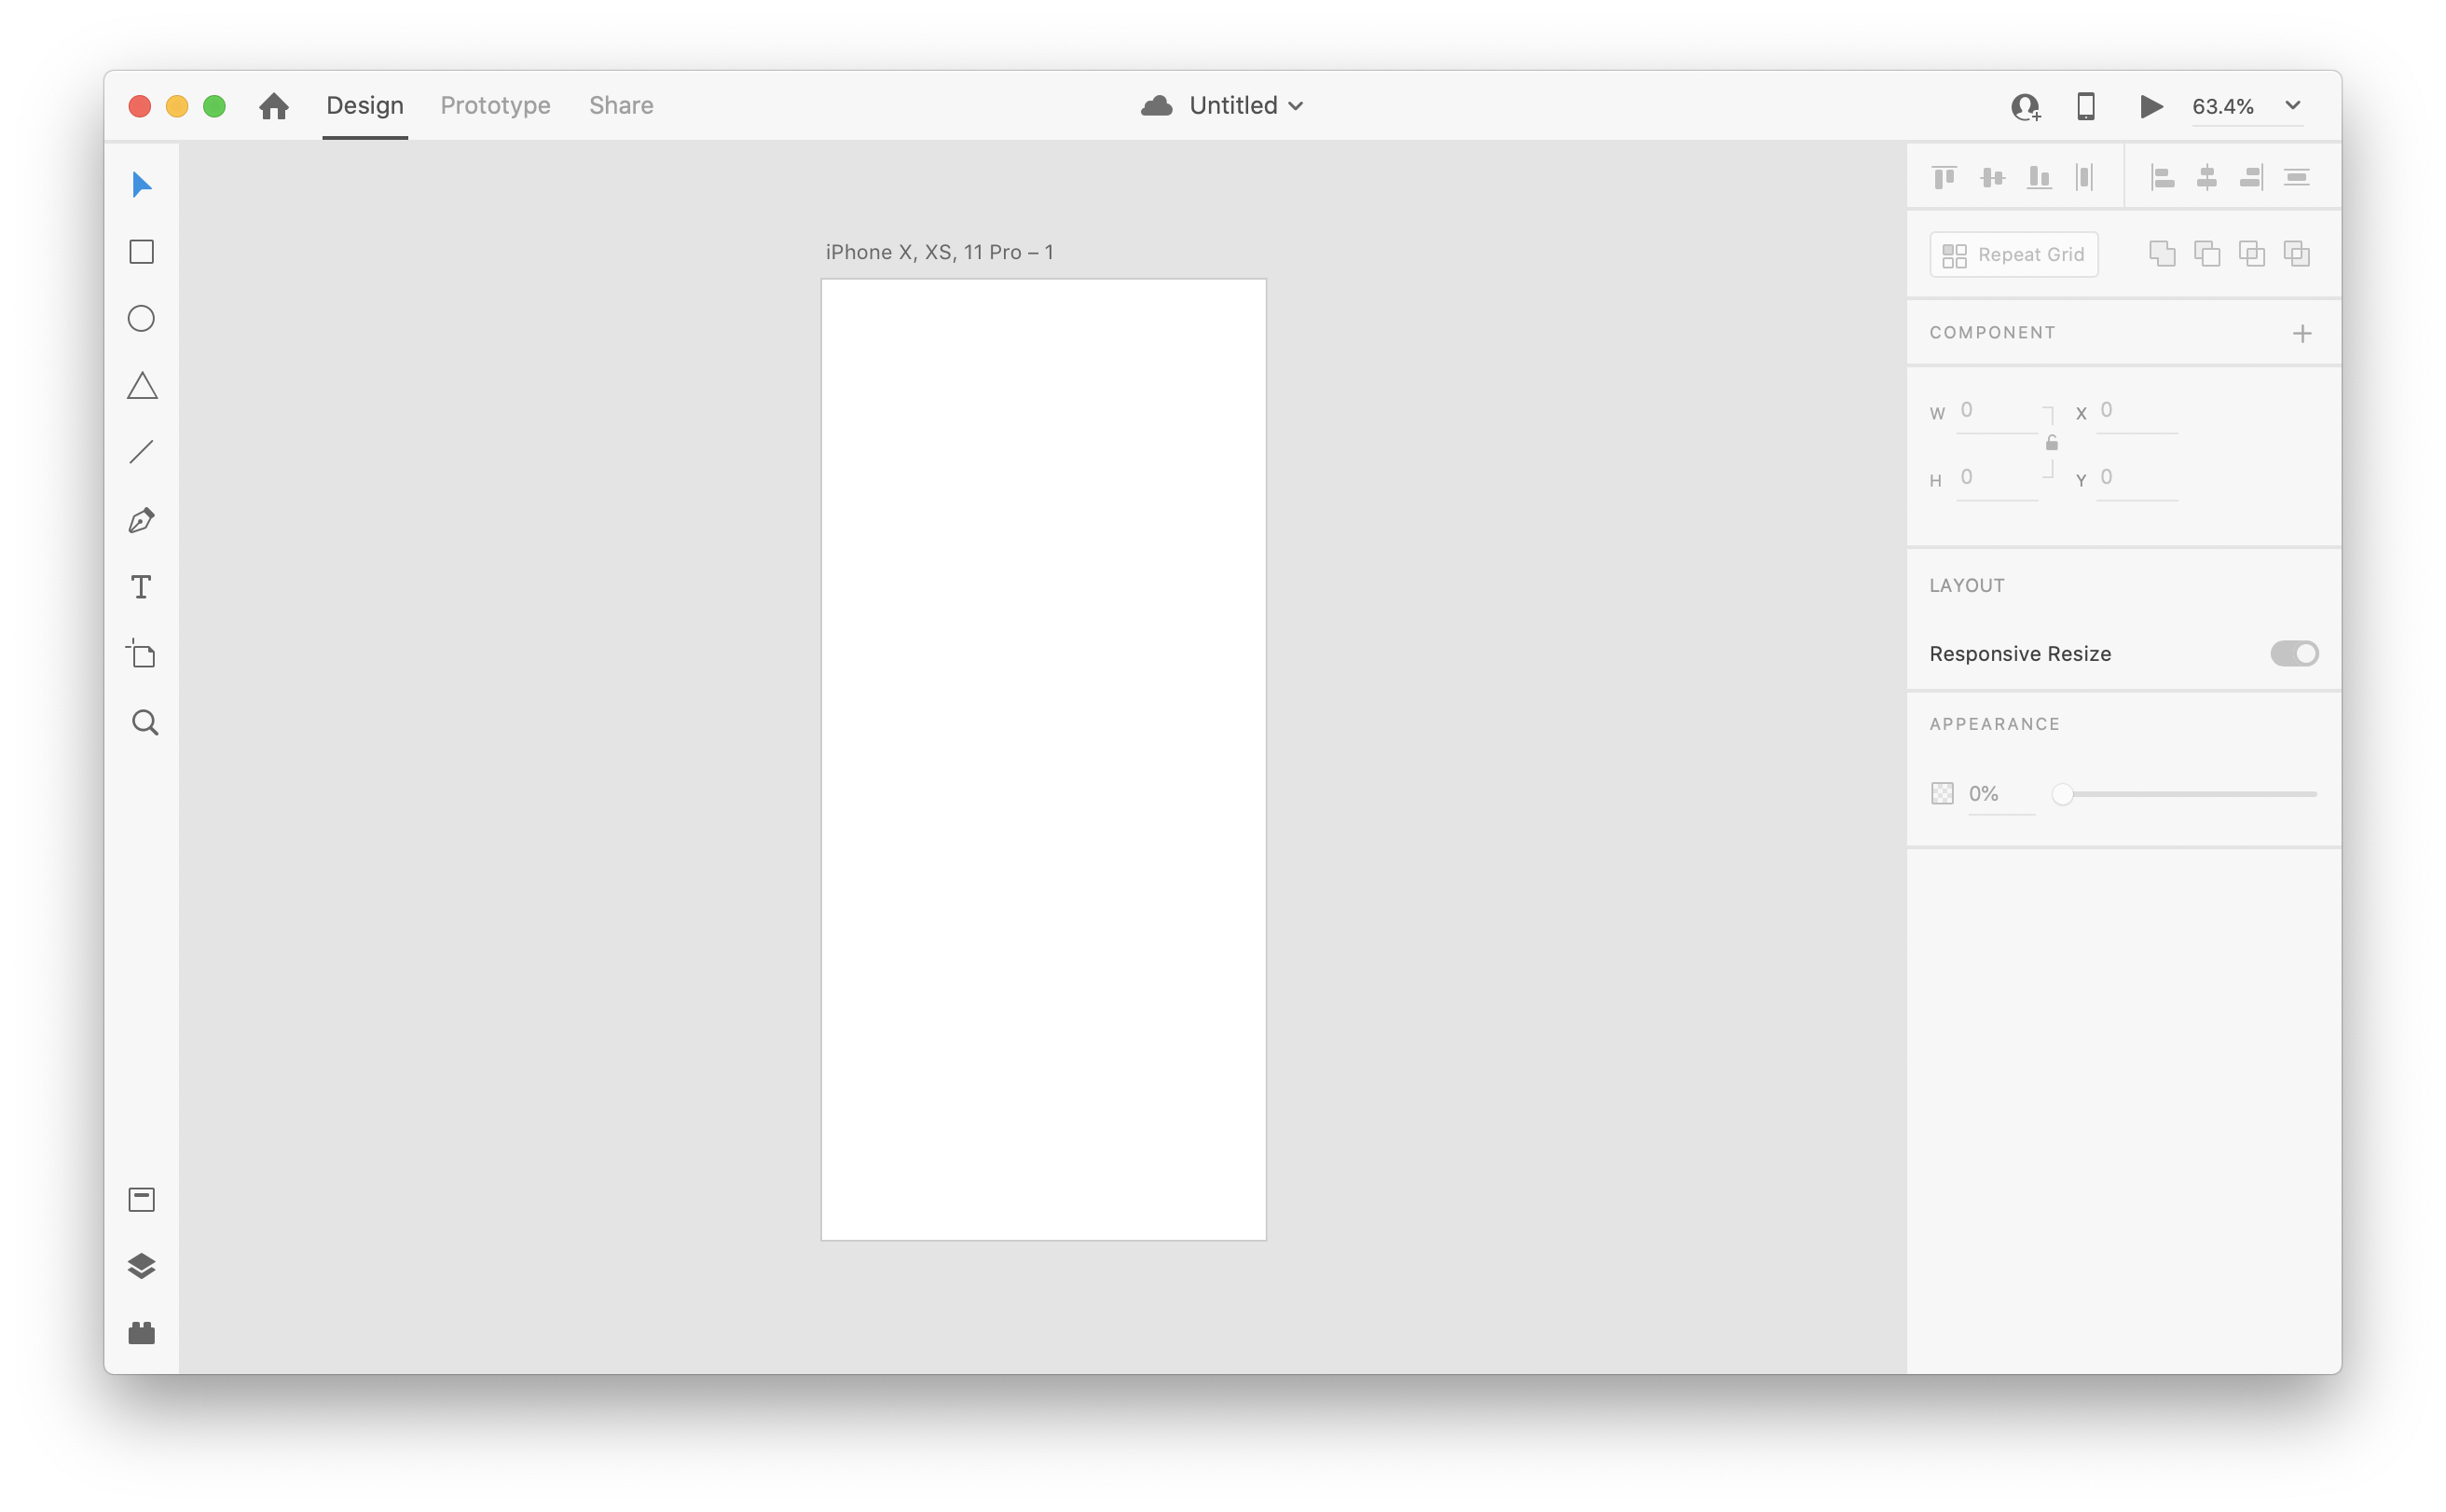 Design Prototype Share Untitled 63.4%
iPhone X, XS, 11 Pro – 1
Repeat Grid
COMPONENT
W 0 X 0
H 0 Y 0
LAYOUT
Responsive Resize
APPEARANCE
0%